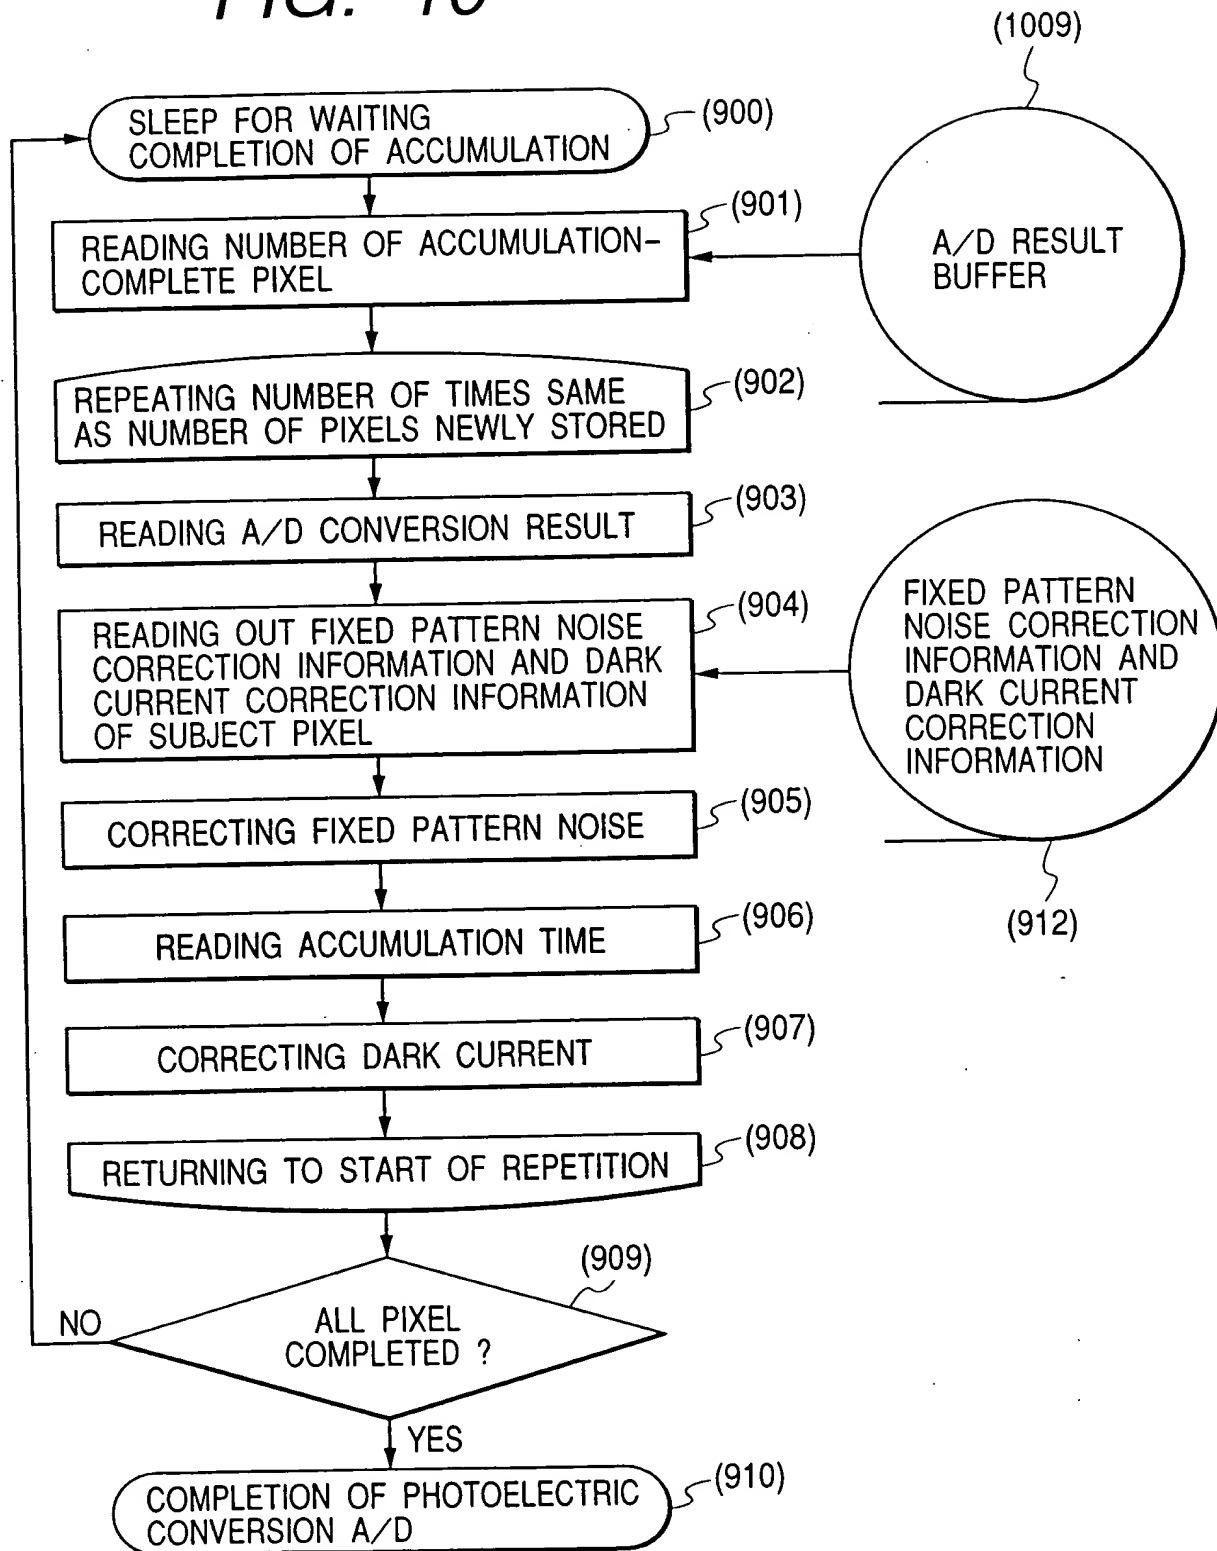 (1009)
SLEEP FOR WAITING
COMPLETION OF ACCUMULATION
(900)
(901)
READING NUMBER OF ACCUMULATION-
COMPLETE PIXEL
A/D RESULT
BUFFER
(902)
REPEATING NUMBER OF TIMES SAME
AS NUMBER OF PIXELS NEWLY STORED
(903)
READING A/D CONVERSION RESULT
(904)
READING OUT FIXED PATTERN NOISE
CORRECTION INFORMATION AND DARK
CURRENT CORRECTION INFORMATION
OF SUBJECT PIXEL
FIXED PATTERN
NOISE CORRECTION
INFORMATION AND
DARK CURRENT
CORRECTION
INFORMATION
(905)
CORRECTING FIXED PATTERN NOISE
(912)
(906)
READING ACCUMULATION TIME
(907)
CORRECTING DARK CURRENT
(908)
RETURNING TO START OF REPETITION
(909)
ALL PIXEL
COMPLETED ?
NO
YES
(910)
COMPLETION OF PHOTOELECTRIC
CONVERSION A/D